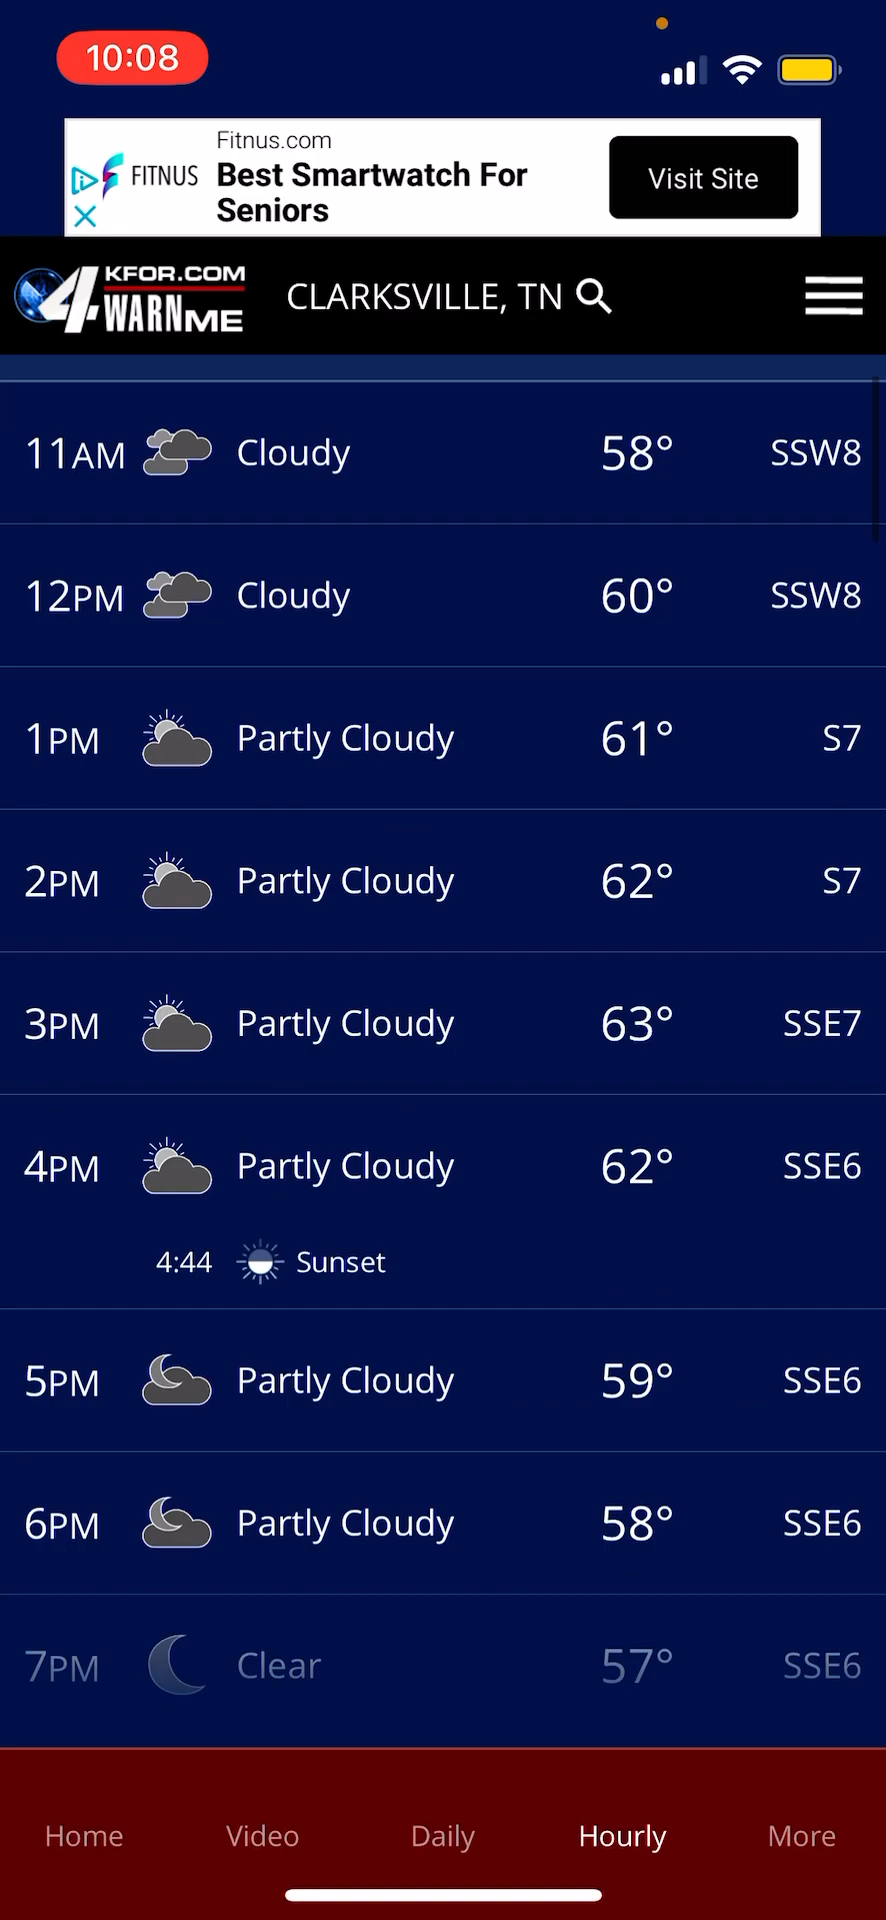 10:08
Fitnus.com
FITNUS
Best Smartwatch For
Seniors
Visit Site
4 KFOR.COM
WARN ME
CLARKSVILLE, TN
11AM Cloudy 58° SSW8
12PM Cloudy 60° SSW8
1PM Partly Cloudy 61° S7
2PM Partly Cloudy 62° S7
3PM Partly Cloudy 63° SSE7
4PM Partly Cloudy 62° SSE6
4:44 Sunset
5PM Partly Cloudy 59° SSE6
6PM Partly Cloudy 58° SSE6
7PM Clear 57° SSE6
Home Video Daily Hourly More